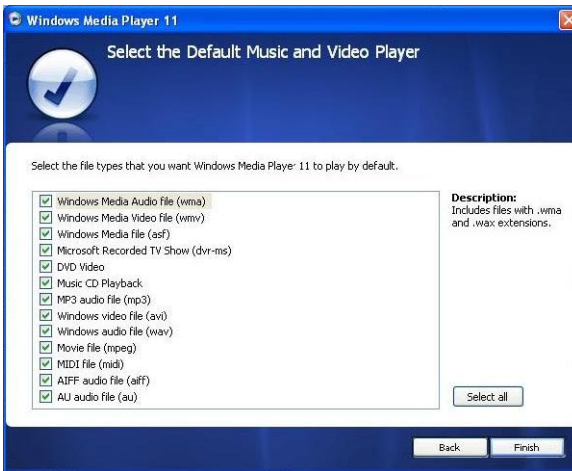 Windows Media Player 11
Select the Default Music and Video Player
Select the file types that you want Windows Media Player 11 to play by default.
Windows Media Audio file (wma)
Windows Media Video file (wmv)
Windows Media file (asf)
Microsoft Recorded TV Show (dvr-ms)
DVD Video
Music CD Playback
MP3 audio file (mp3)
Windows video file (avi)
Windows audio file (wav)
Movie file (mpeg)
MIDI file (midi)
AIFF audio file (aiff)
AU audio file (au)
Description:
Includes files with .wma
and .wax extensions.
Select all
Back
Finish